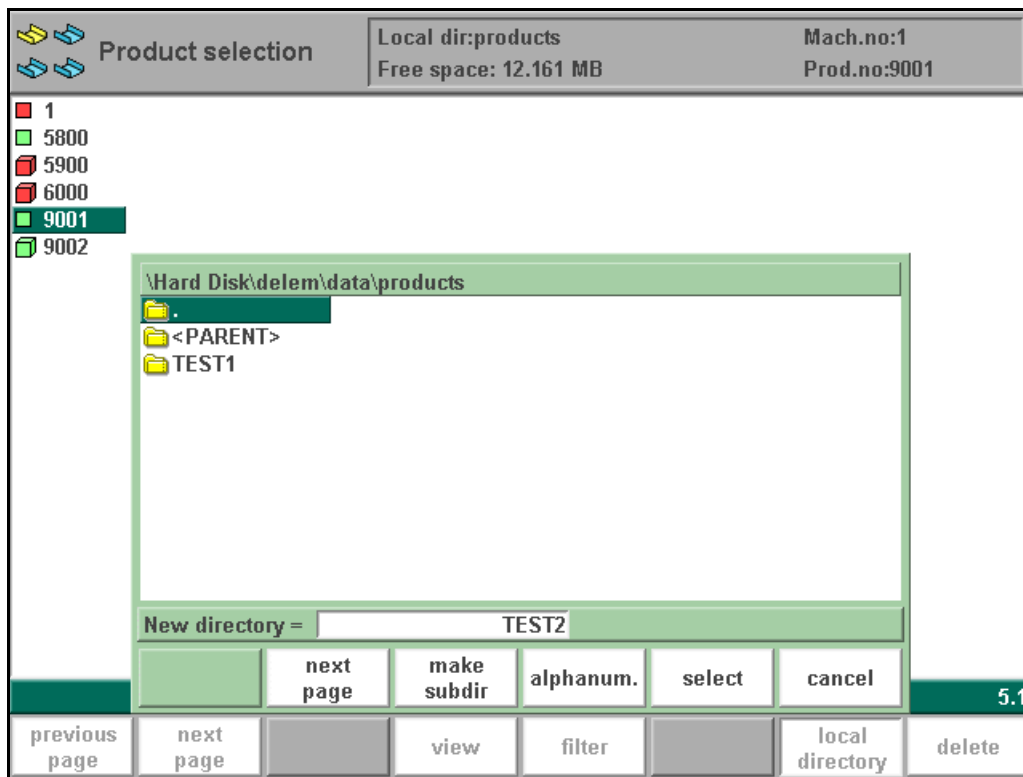 Product selection
Local dir:products
Mach.no:1
Free space: 12.161 MB
Prod.no:9001
1
5800
5900
6000
9001
9002
\Hard Disk\delem\data\products
.
<PARENT>
TEST1
New directory = TEST2
next page
make subdir
alphanum.
select
cancel
5.1
previous page
next page
view
filter
local directory
delete